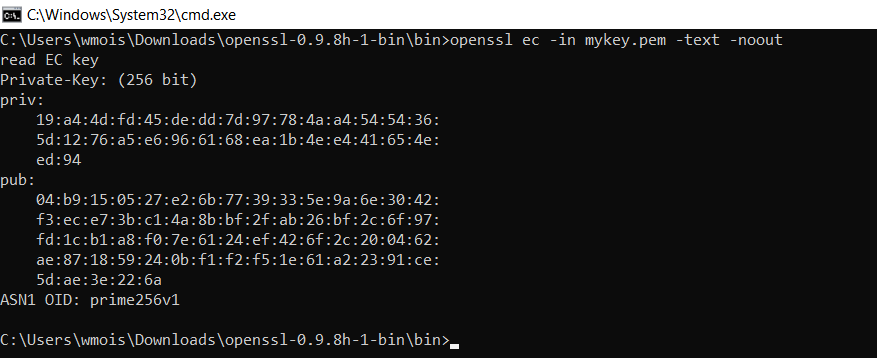 C:\Windows\System32\cmd.exe
C:\Users\wmois\Downloads\openssl-0.9.8h-1-bin\bin>openssl ec -in mykey.pem -text -noout
read EC key
Private-Key: (256 bit)
priv:
    19:a4:4d:fd:45:de:dd:7d:97:78:4a:a4:54:54:36:
    5d:12:76:a5:e6:96:61:68:ea:1b:4e:e4:41:65:4e:
    ed:94
pub:
    04:b9:15:05:27:e2:6b:77:39:33:5e:9a:6e:30:42:
    f3:ec:e7:3b:c1:4a:8b:bf:2f:ab:26:bf:2c:6f:97:
    fd:1c:b1:a8:f0:7e:61:24:ef:42:6f:2c:20:04:62:
    ae:87:18:59:24:0b:f1:f2:f5:1e:61:a2:23:91:ce:
    5d:ae:3e:22:6a
ASN1 OID: prime256v1
C:\Users\wmois\Downloads\openssl-0.9.8h-1-bin\bin>